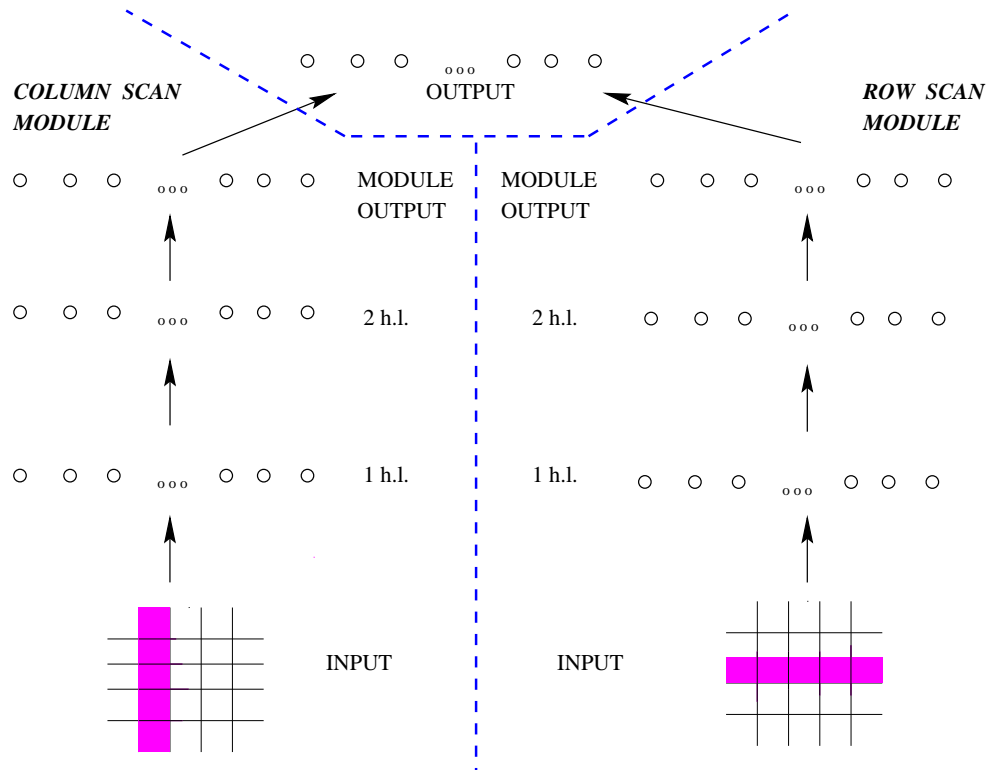 OUTPUT
COLUMN SCAN
MODULE
ROW SCAN
MODULE
MODULE
OUTPUT
MODULE
OUTPUT
2 h.l.
2 h.l.
1 h.l.
1 h.l.
INPUT
INPUT